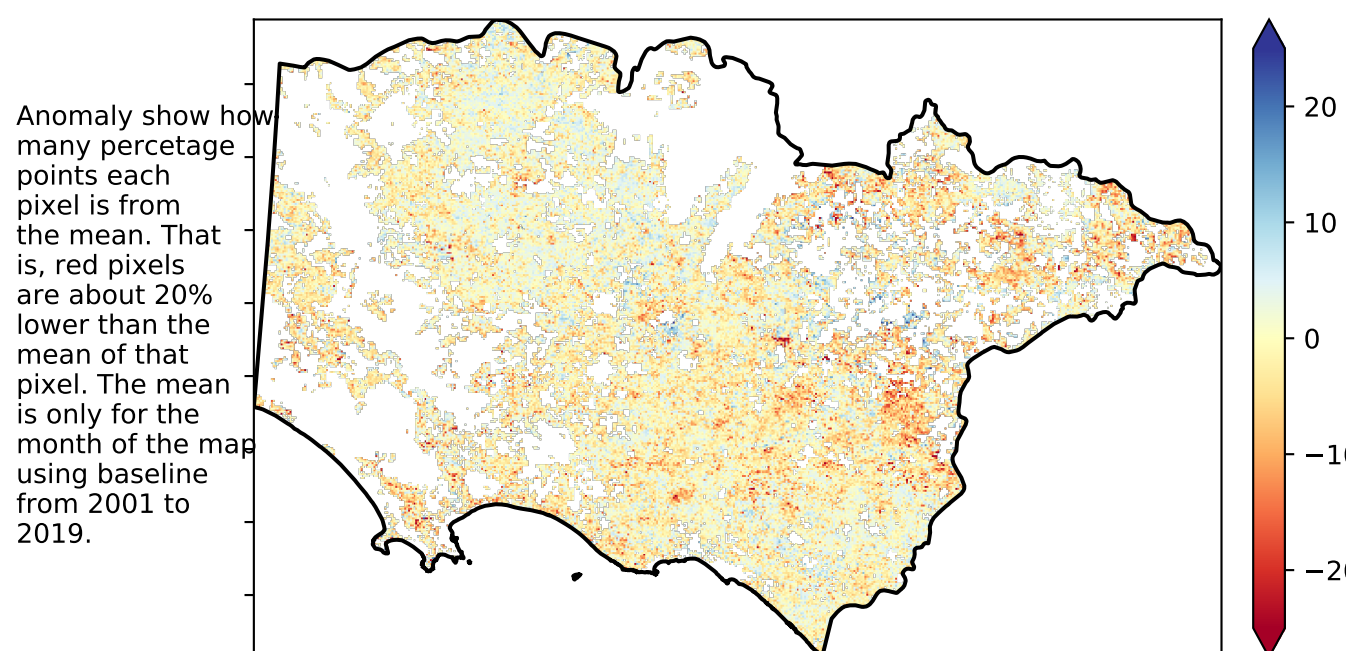 Anomaly show how
many percetage
points each
pixel is from
the mean. That
is, red pixels
are about 20%
lower than the
mean of that
pixel. The mean
is only for the
month of the map
using baseline
from 2001 to
2019.
20
10
0
−10
−20